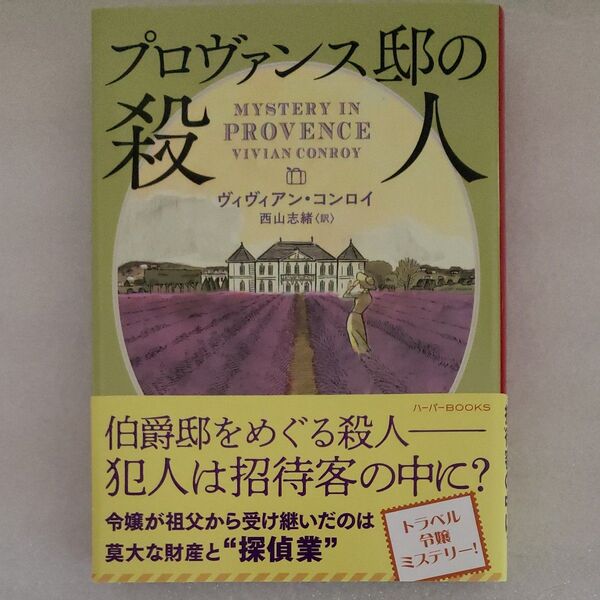 プロヴァンス邸の
殺人
MYSTERY IN
PROVENCE
VIVIAN CONROY
ヴィヴィアン・コンロイ
西山志緒〈訳〉
ハーパーBOOKS
伯爵邸をめぐる殺人——
犯人は招待客の中に?
令嬢が祖父から受け継いだのは
莫大な財産と“探偵業”
トラベル
令嬢
ミステリー!